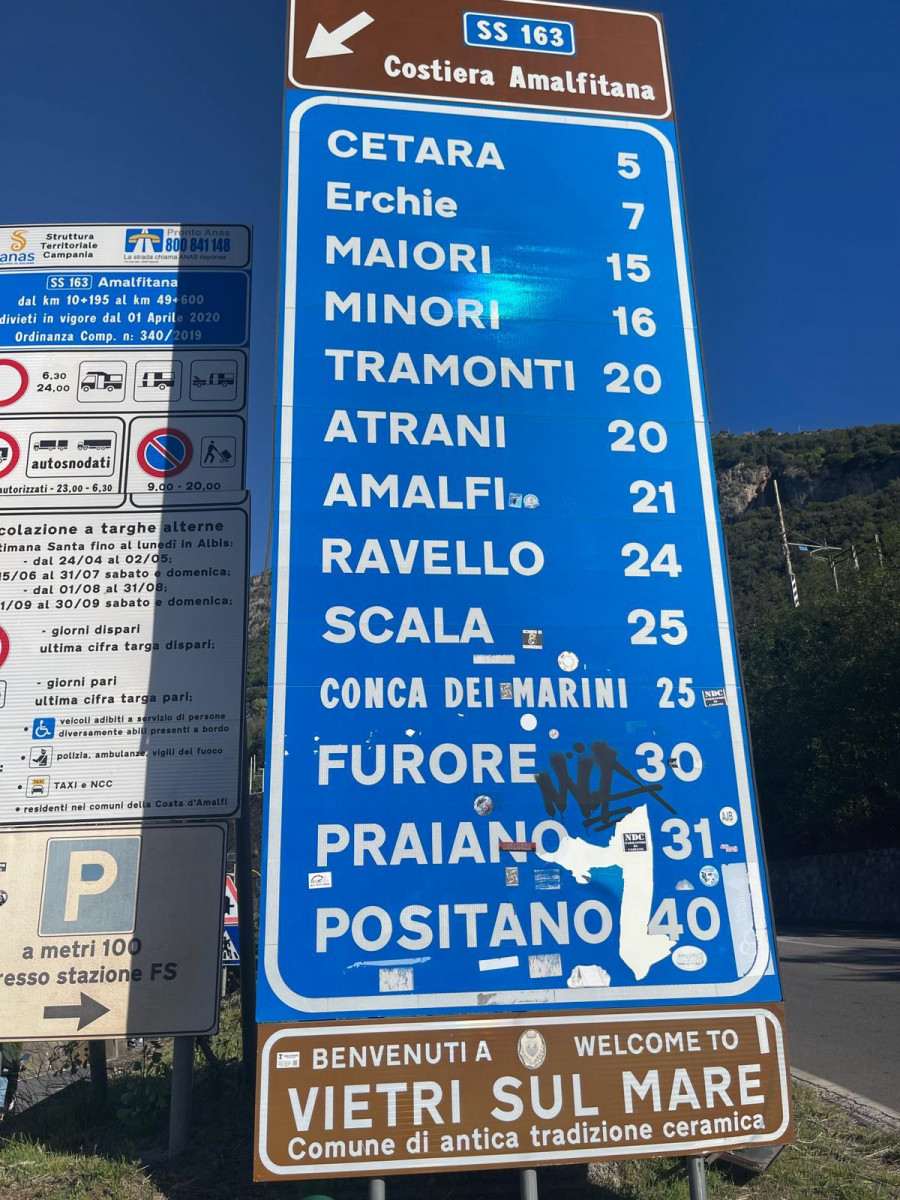 SS 163
Costiera Amalfitana
CETARA 5
Erchie 7
MAIORI 15
MINORI 16
TRAMONTI 20
ATRANI 20
AMALFI 21
RAVELLO 24
SCALA 25
CONCA DEI MARINI 25
FURORE 30
PRAIANO 31
POSITANO 40
NDC
NDC
AJB
BENVENUTI A WELCOME TO
VIETRI SUL MARE
Comune di antica tradizione ceramica
anas
Struttura
Territoriale
Campania
Pronto Anas
800 841 148
La strada chiama ANAS risponde
SS 163 Amalfitana
dal km 10+195 al km 49+600
divieti in vigore dal 01 Aprile 2020
Ordinanza Comp. n: 340/2019
6.30
24.00
autosnodati
autorizzati - 23,00 - 6,30
9.00 - 20.00
colazione a targhe alterne
timana Santa fino al lunedì in Albis:
- dal 24/04 al 02/05;
15/06 al 31/07 sabato e domenica;
- dal 01/08 al 31/08;
1/09 al 30/09 sabato e domenica:
- giorni dispari
ultima cifra targa dispari;
- giorni pari
ultima cifra targa pari;
• veicoli adibiti a servizio di persone
diversamente abili presenti a bordo
• polizia, ambulanze, vigili del fuoco
• TAXI e NCC
TAXI
• residenti nei comuni della Costa d'Amalfi
P
a metri 100
resso stazione FS